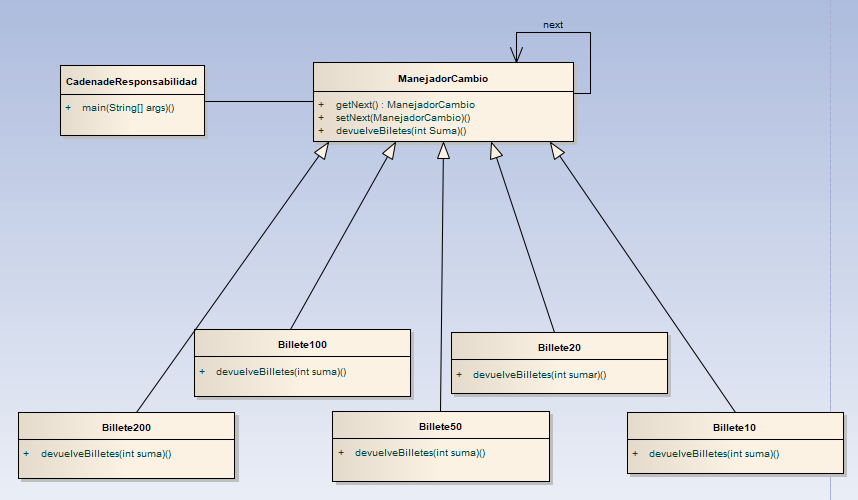 next
CadenadeResponsabilidad
+ main(String[] args)()
ManejadorCambio
+ getNext() : ManejadorCambio
+ setNext(ManejadorCambio)()
+ devuelveBilletes(int Suma)()
Billete100
+ devuelveBilletes(int suma)()
Billete20
+ devuelveBilletes(int sumar)()
Billete200
+ devuelveBilletes(int suma)()
Billete50
+ devuelveBilletes(int suma)()
Billete10
+ devuelveBilletes(int suma)()